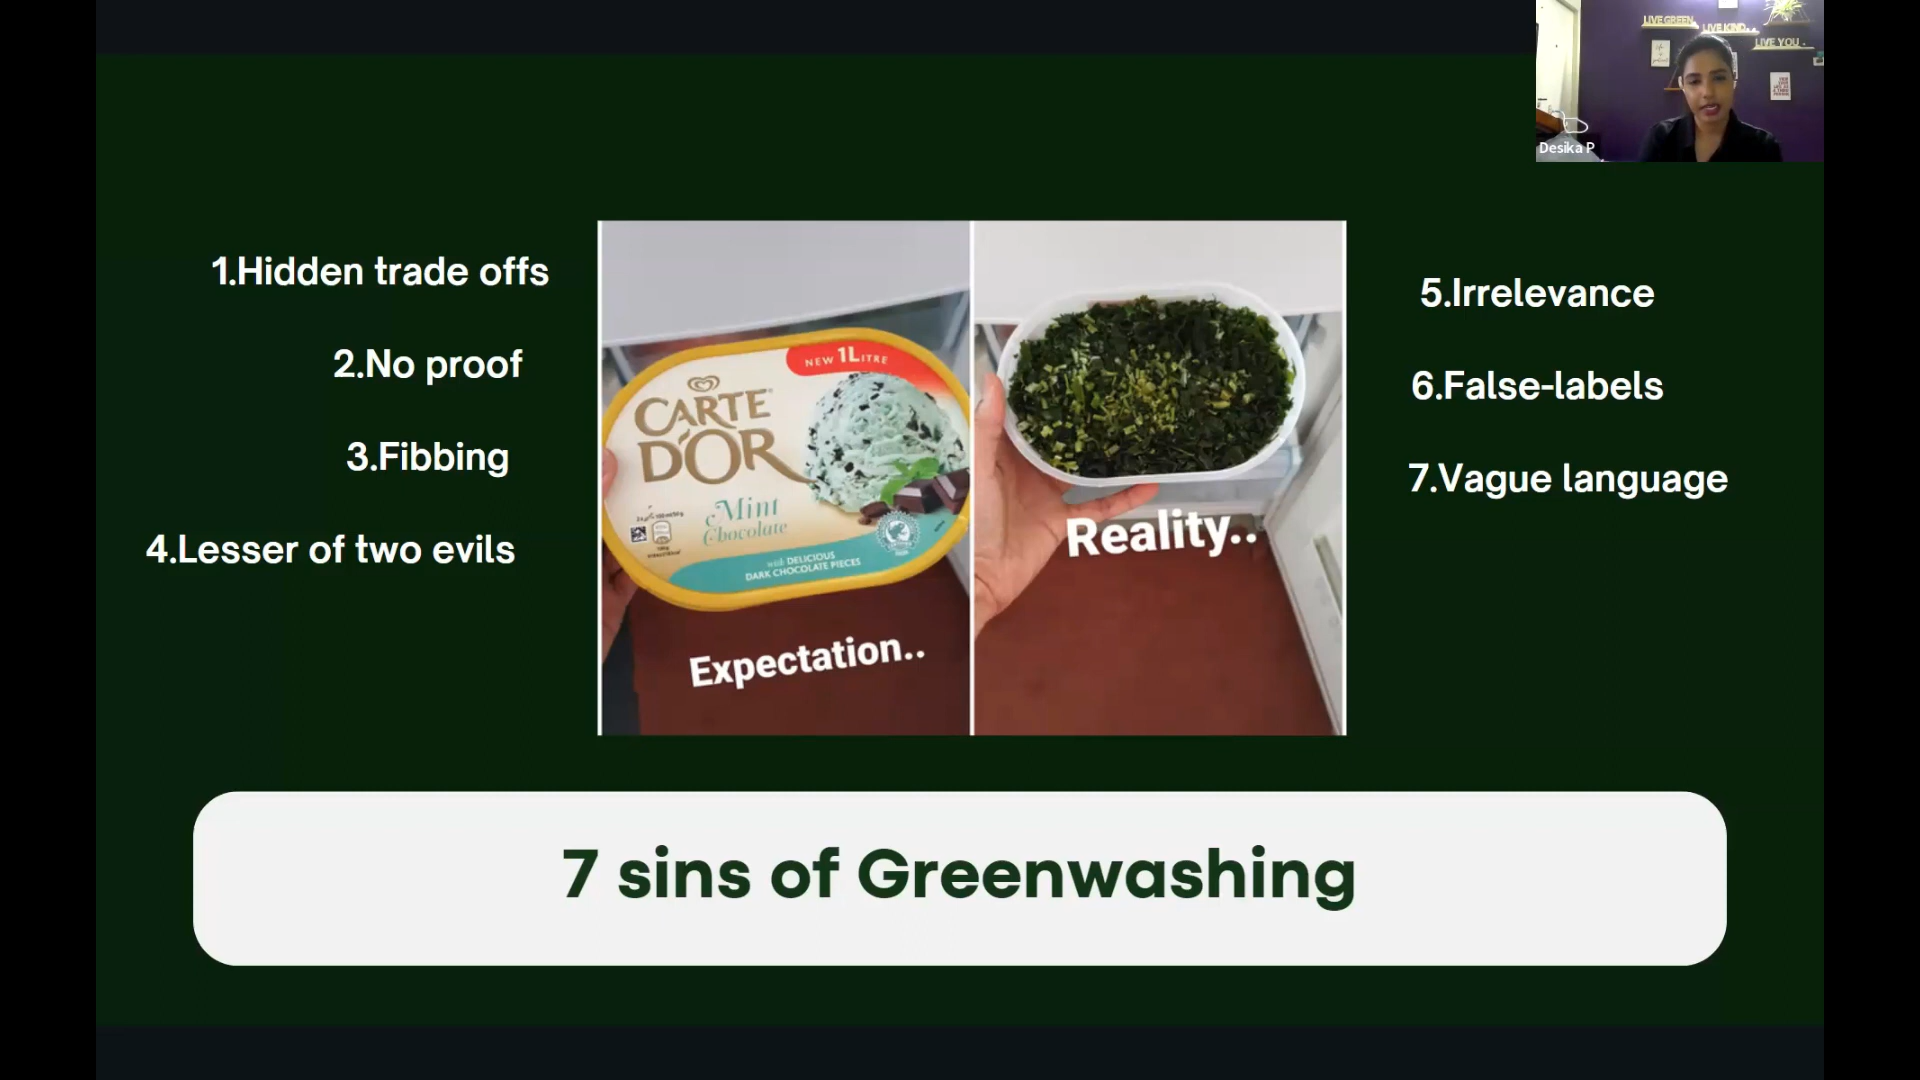 LIVE GREEN.
LIVE KIND..
LIVE YOU .
Desika P
1.Hidden trade offs
2.No proof
3.Fibbing
4.Lesser of two evils
NEW 1LITRE
CARTE
D'OR
Mint
Chocolate
with DELICIOUS
DARK CHOCOLATE PIECES
Expectation..
Reality..
5.Irrelevance
6.False-labels
7.Vague language
7 sins of Greenwashing